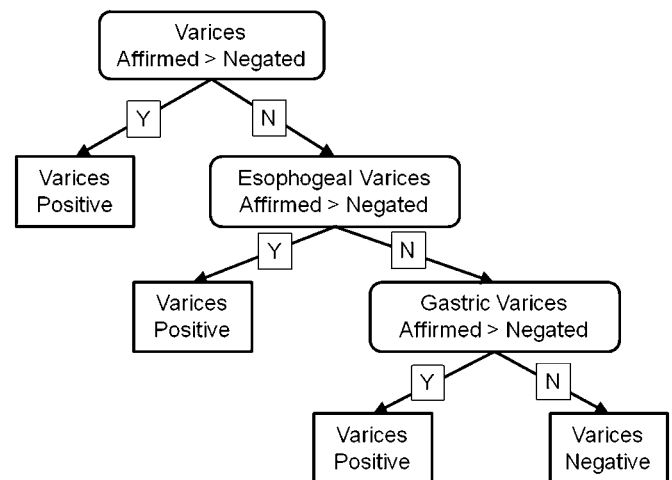 Varices
Affirmed > Negated
Y
N
Varices
Positive
Esophogeal Varices
Affirmed > Negated
Y
N
Varices
Positive
Gastric Varices
Affirmed > Negated
Y
N
Varices
Positive
Varices
Negative